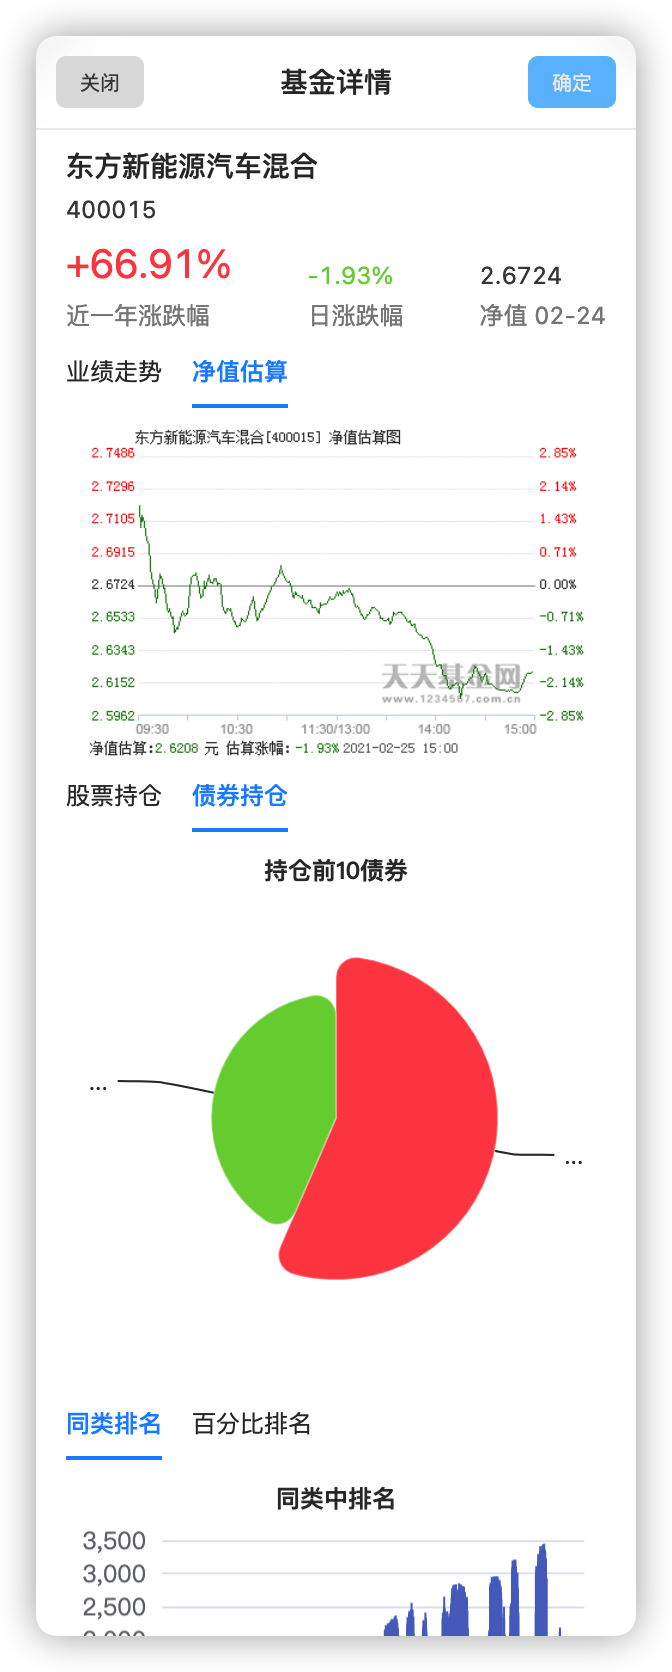 关闭 基金详情 确定
东方新能源汽车混合
400015
+66.91% -1.93% 2.6724
近一年涨跌幅 日涨跌幅 净值 02-24
业绩走势 净值估算
东方新能源汽车混合[400015] 净值估算图
2.7486 2.85%
2.7296 2.14%
2.7105 1.43%
2.6915 0.71%
2.6724 0.00%
2.6533 -0.71%
2.6343 -1.43%
天天基金网
2.6152 -2.14%
www.1234567.com.cn
2.5962 -2.85%
09:30 10:30 11:30/13:00 14:00 15:00
净值估算:2.6208 元 估算涨幅: -1.93% 2021-02-25 15:00
股票持仓 债券持仓
持仓前10债券
...
...
同类排名 百分比排名
同类中排名
3,500
3,000
2,500